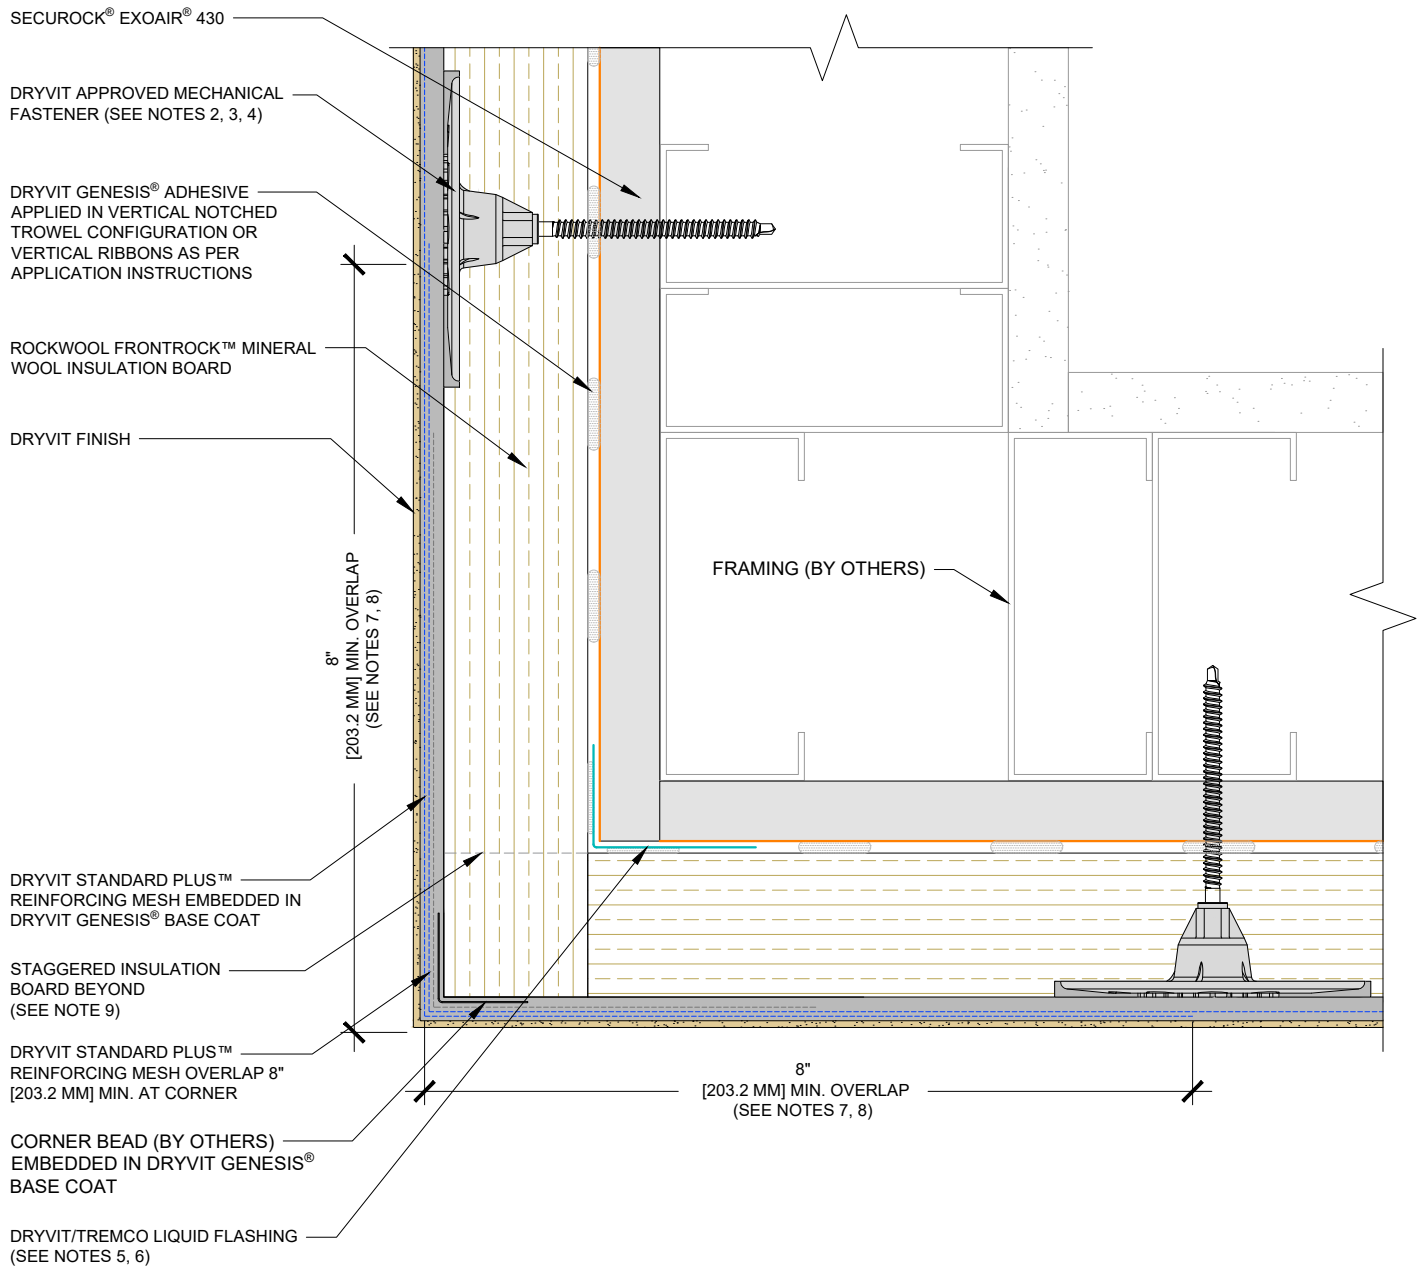 SECUROCK® EXOAIR® 430
DRYVIT APPROVED MECHANICAL
FASTENER (SEE NOTES 2, 3, 4)
DRYVIT GENESIS® ADHESIVE
APPLIED IN VERTICAL NOTCHED
TROWEL CONFIGURATION OR
VERTICAL RIBBONS AS PER
APPLICATION INSTRUCTIONS
ROCKWOOL FRONTROCK™ MINERAL
WOOL INSULATION BOARD
DRYVIT FINISH
FRAMING (BY OTHERS)
8"
[203.2 MM] MIN. OVERLAP
(SEE NOTES 7, 8)
DRYVIT STANDARD PLUS™
REINFORCING MESH EMBEDDED IN
DRYVIT GENESIS® BASE COAT
STAGGERED INSULATION
BOARD BEYOND
(SEE NOTE 9)
DRYVIT STANDARD PLUS™
REINFORCING MESH OVERLAP 8"
[203.2 MM] MIN. AT CORNER
8"
[203.2 MM] MIN. OVERLAP
(SEE NOTES 7, 8)
CORNER BEAD (BY OTHERS)
EMBEDDED IN DRYVIT GENESIS®
BASE COAT
DRYVIT/TREMCO LIQUID FLASHING
(SEE NOTES 5, 6)